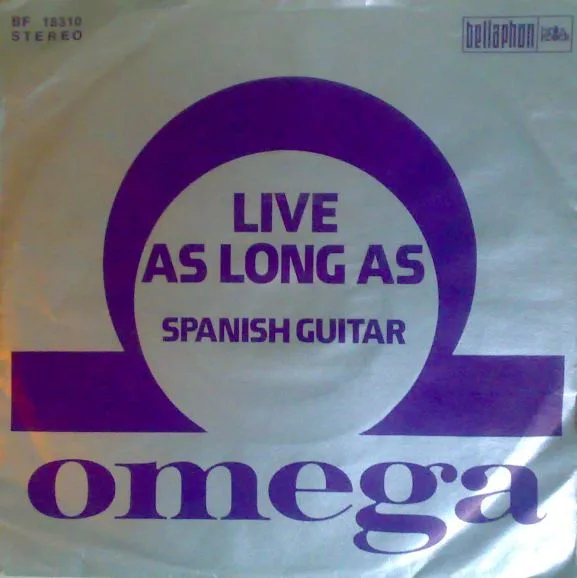 BF 18310
STEREO
bellaphon
LIVE
AS LONG AS
SPANISH GUITAR
omega